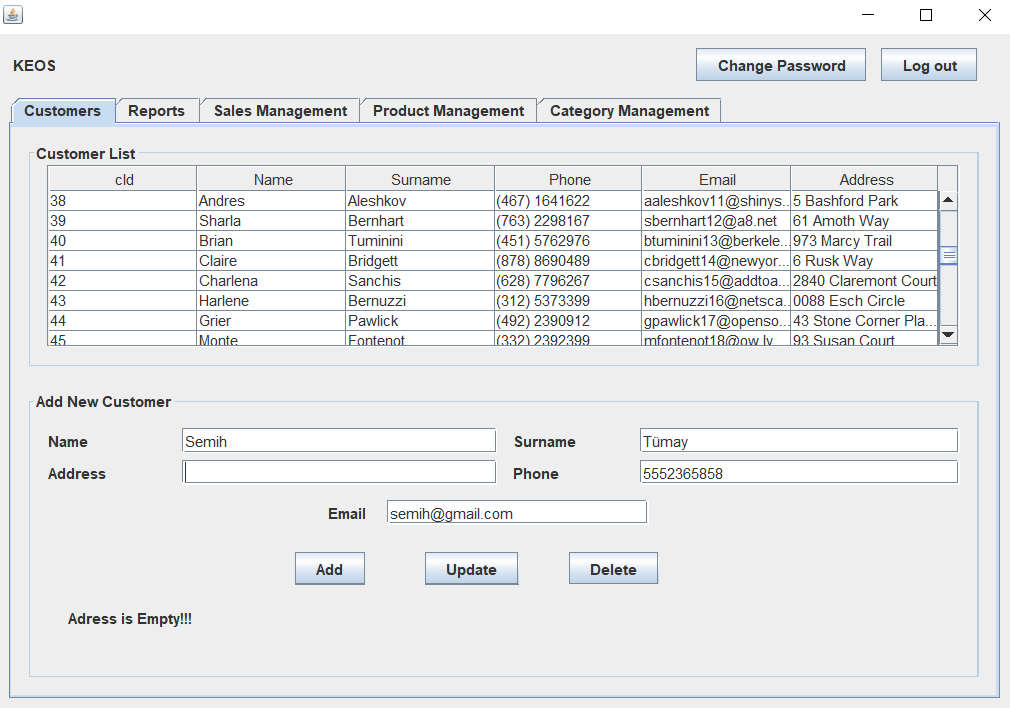 KEOS Change Password Log out
Customers Reports Sales Management Product Management Category Management
Customer List
cId Name Surname Phone Email Address
38 Andres Aleshkov (467) 1641622 aaleshkov11@shinys... 5 Bashford Park
39 Sharla Bernhart (763) 2298167 sbernhart12@a8.net 61 Amoth Way
40 Brian Tuminini (451) 5762976 btuminini13@berkele... 973 Marcy Trail
41 Claire Bridgett (878) 8690489 cbridgett14@newyor... 6 Rusk Way
42 Charlena Sanchis (628) 7796267 csanchis15@addtoa... 2840 Claremont Court
43 Harlene Bernuzzi (312) 5373399 hbernuzzi16@netsca... 0088 Esch Circle
44 Grier Pawlick (492) 2390912 gpawlick17@openso... 43 Stone Corner Pla...
45 Monte Fontenot (332) 2392399 mfontenot18@ow.ly 93 Susan Court
Add New Customer
Name Semih Surname Tümay
Address Phone 5552365858
Email semih@gmail.com
Add Update Delete
Adress is Empty!!!